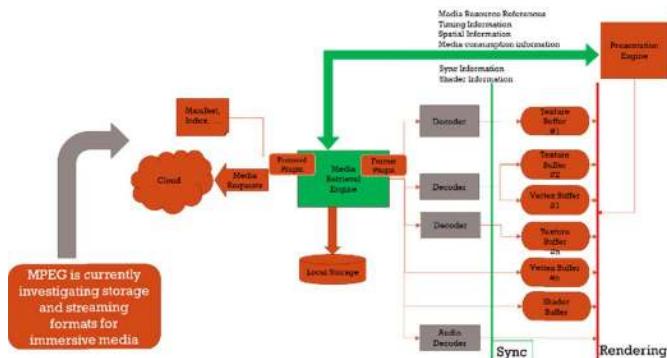 Media Resource References
Timing Information
Spatial Information
Media consumption information
Sync Information
Shader Information
Presentation
Engine
Manifest,
Index...
Cloud
Media
Requests
Protocol
Plugin
Media
Retrieval
Engine
Format
Plugin
Local Storage
Decoder
Decoder
Decoder
Audio
Decoder
Texture
Buffer
#1
Texture
Buffer
#2
Vertex Buffer
#1
Texture
Buffer
#n
Vertex Buffer
#n
Shader
Buffer
Sync
Rendering
MPEG is currently
investigating storage
and streaming
formats for
immersive media